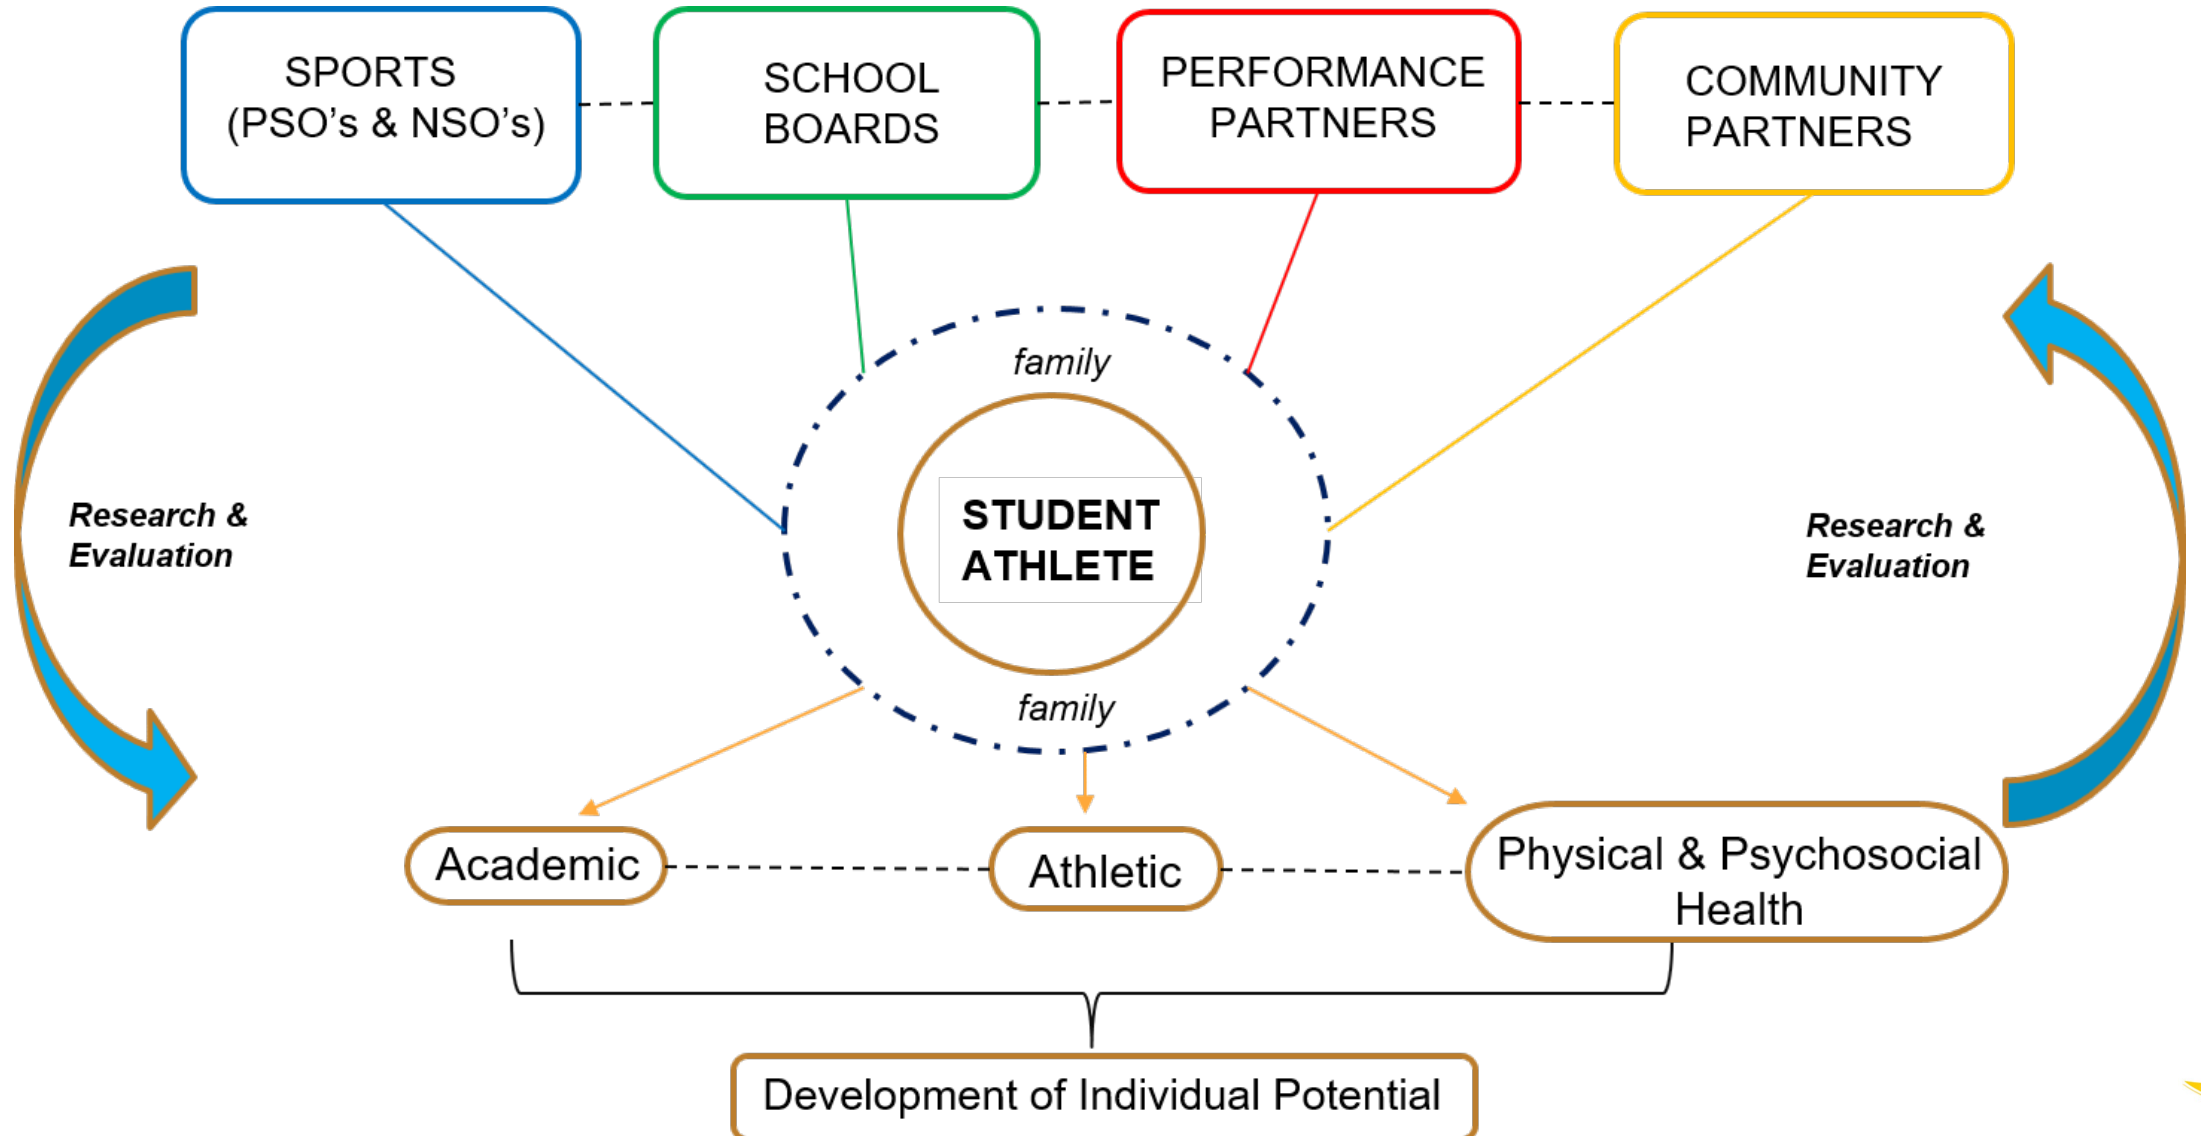 SPORTS
(PSO's & NSO's)
SCHOOL
BOARDS
PERFORMANCE
PARTNERS
COMMUNITY
PARTNERS
family
STUDENT
ATHLETE
family
Research &
Evaluation
Research &
Evaluation
Academic
Athletic
Physical & Psychosocial
Health
Development of Individual Potential